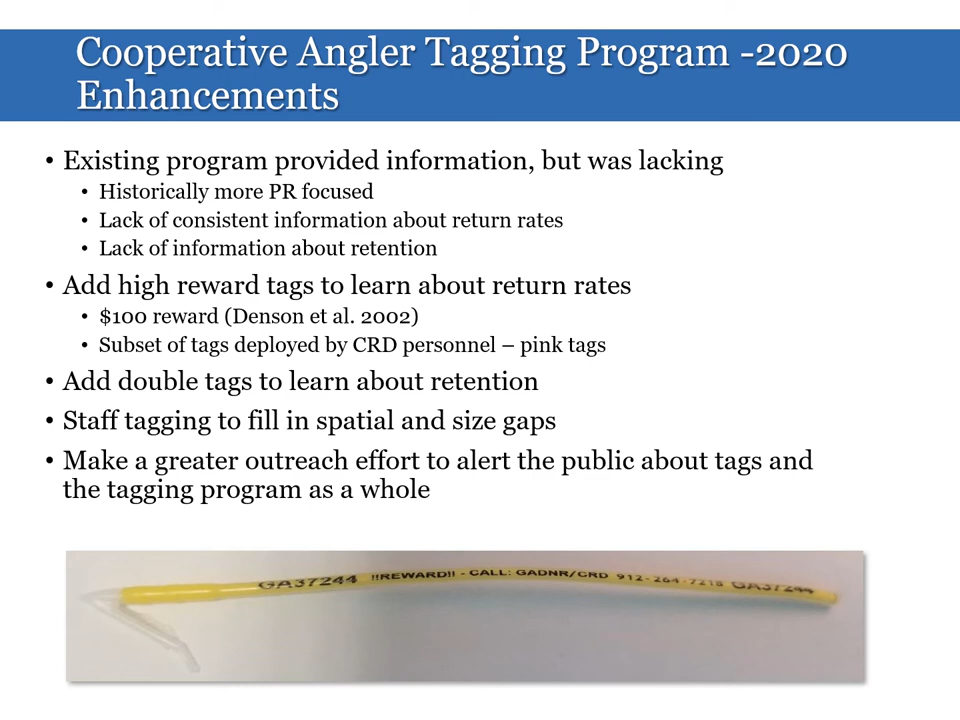 Cooperative Angler Tagging Program -2020
Enhancements
• Existing program provided information, but was lacking
• Historically more PR focused
• Lack of consistent information about return rates
• Lack of information about retention
• Add high reward tags to learn about return rates
• $100 reward (Denson et al. 2002)
• Subset of tags deployed by CRD personnel – pink tags
• Add double tags to learn about retention
• Staff tagging to fill in spatial and size gaps
• Make a greater outreach effort to alert the public about tags and
the tagging program as a whole
GA37244 !!REWARD!! - CALL: GADNR/CRD 912-264-7218 GA37244